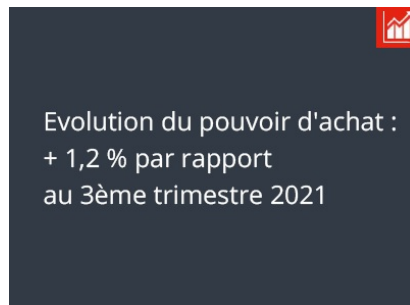 Evolution du pouvoir d'achat :
+ 1,2 % par rapport
au 3ème trimestre 2021